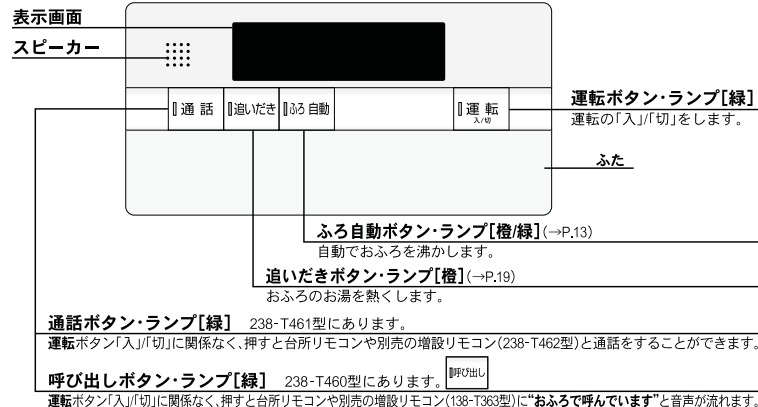 表示画面
スピーカー
通 話
追いだき
ふろ 自動
運 転
入/切
運転ボタン・ランプ[緑]
運転の「入」/「切」をします。
ふた
ふろ自動ボタン・ランプ[橙/緑](→P.13)
自動でおふろを沸かします。
追いだきボタン・ランプ[橙](→P.19)
おふろのお湯を熱くします。
通話ボタン・ランプ[緑] 238-T461型にあります。
運転ボタン「入」/「切」に関係なく、押すと台所リモコンや別売の増設リモコン(238-T462型)と通話をすることができます。
呼び出しボタン・ランプ[緑] 238-T460型にあります。 呼び出し
運転ボタン「入」/「切」に関係なく、押すと台所リモコンや別売の増設リモコン(138-T363型)に"おふろで呼んでいます"と音声が流れます。